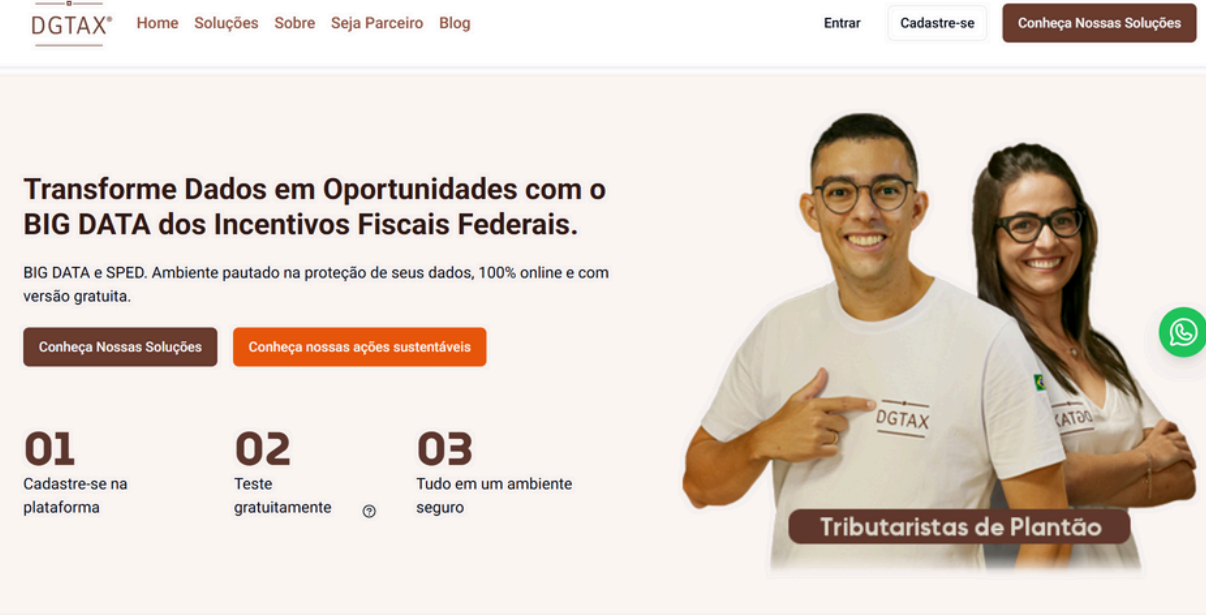 DGTAX®
Home Soluções Sobre Seja Parceiro Blog
Entrar Cadastre-se Conheça Nossas Soluções
Transforme Dados em Oportunidades com o
BIG DATA dos Incentivos Fiscais Federais.
BIG DATA e SPED. Ambiente pautado na proteção de seus dados, 100% online e com
versão gratuita.
Conheça Nossas Soluções Conheça nossas ações sustentáveis
01 02 03
Cadastre-se na Teste Tudo em um ambiente
plataforma gratuitamente ? seguro
DGTAX
DGTAX
Tributaristas de Plantão